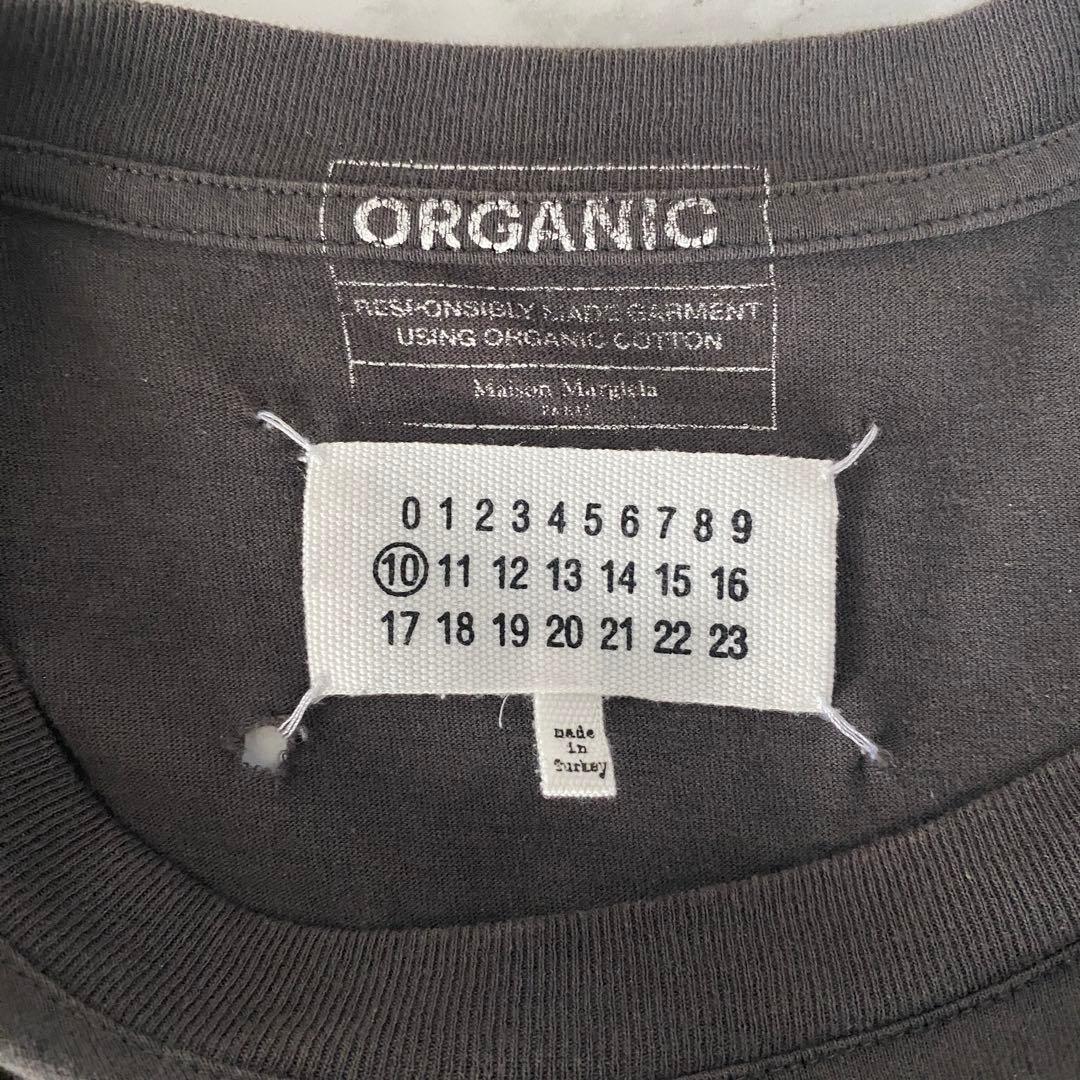 ORGANIC
RESPONSIBLY MADE GARMENT
USING ORGANIC COTTON
Maison Margiela
PARIS
0 1 2 3 4 5 6 7 8 9
10 11 12 13 14 15 16
17 18 19 20 21 22 23
made
in
Turkey